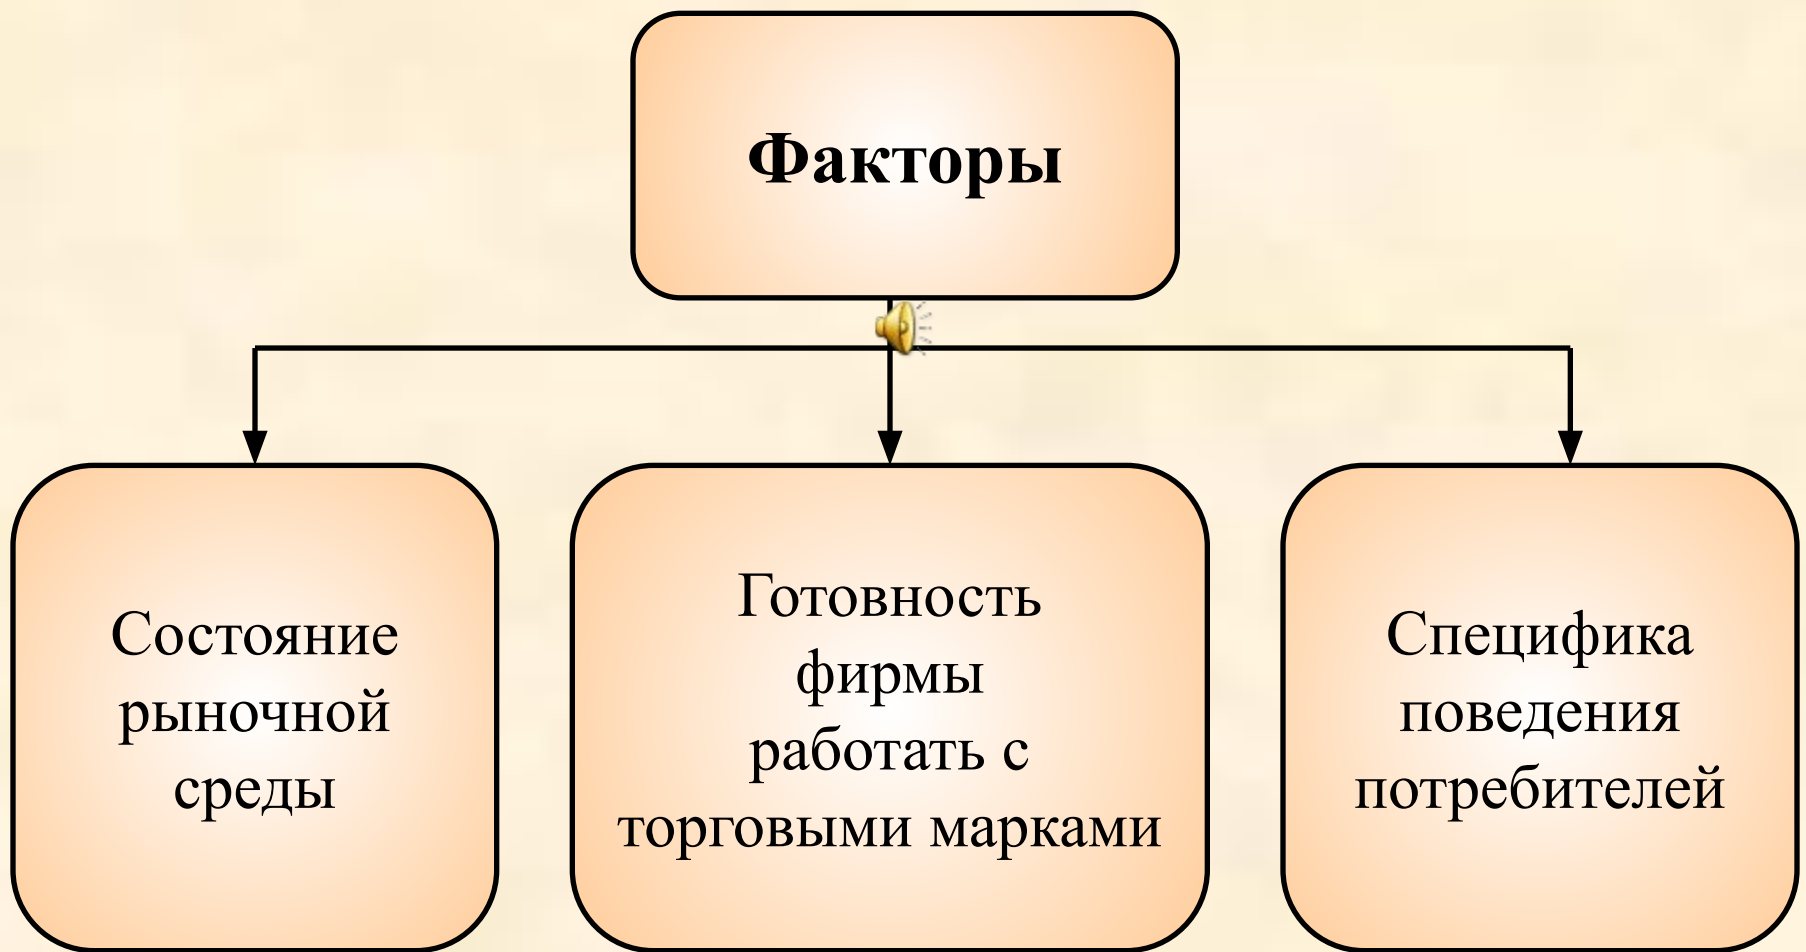 Факторы
Состояние
рыночной
среды
Готовность
фирмы
работать с
торговыми марками
Специфика
поведения
потребителей